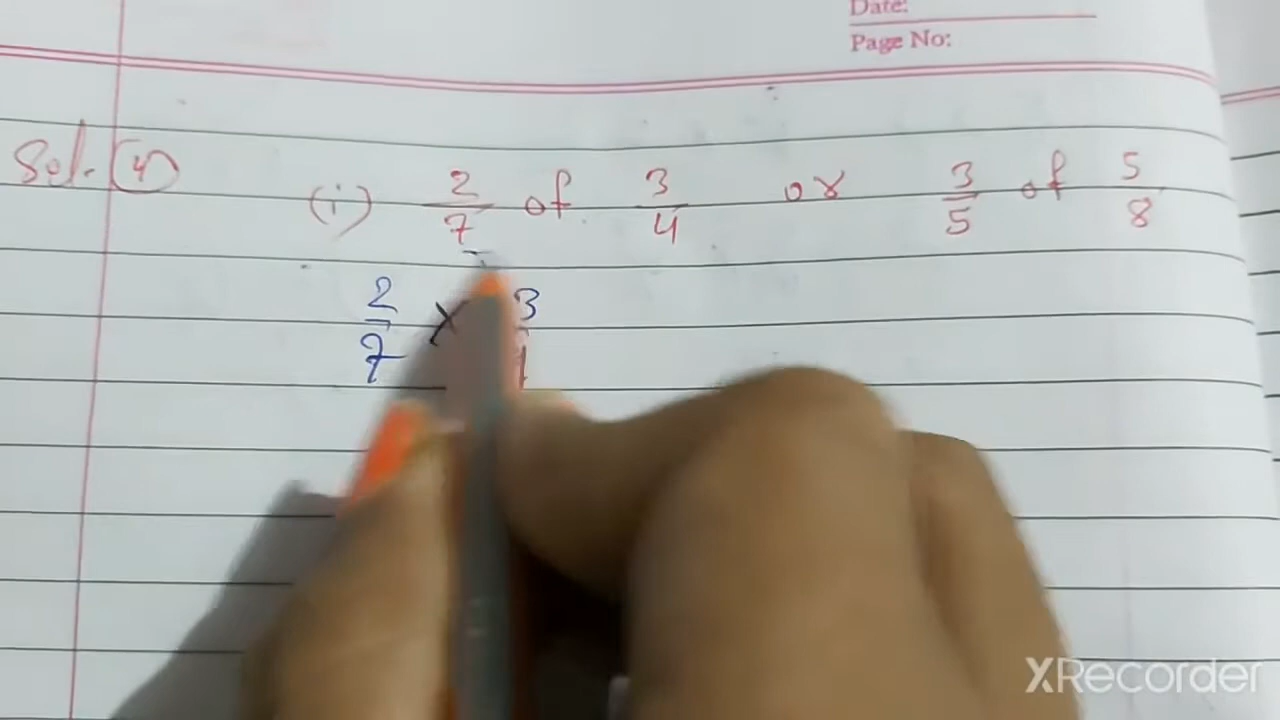 Date:
Page No:
Sol. (4)
(i) 2/7 of 3/4 or 3/5 of 5/8
2/7 × 3
XRecorder